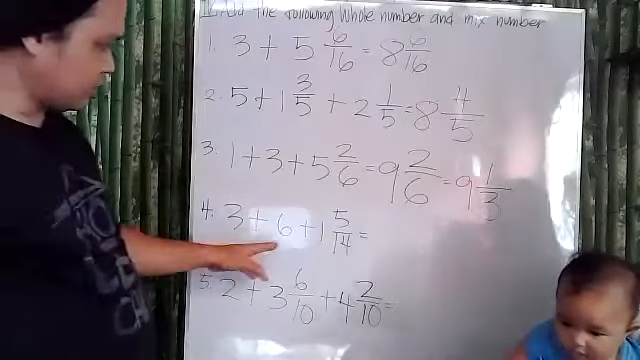 Add the following Whole number and mix number
1. 3 + 5 6/16 = 8 6/16
2. 5 + 1 3/5 + 2 1/5 = 8 4/5
3. 1 + 3 + 5 2/6 = 9 2/6 = 9 1/3
4. 3 + 6 + 1 5/14 =
5. 2 + 3 6/10 + 4 2/10 =